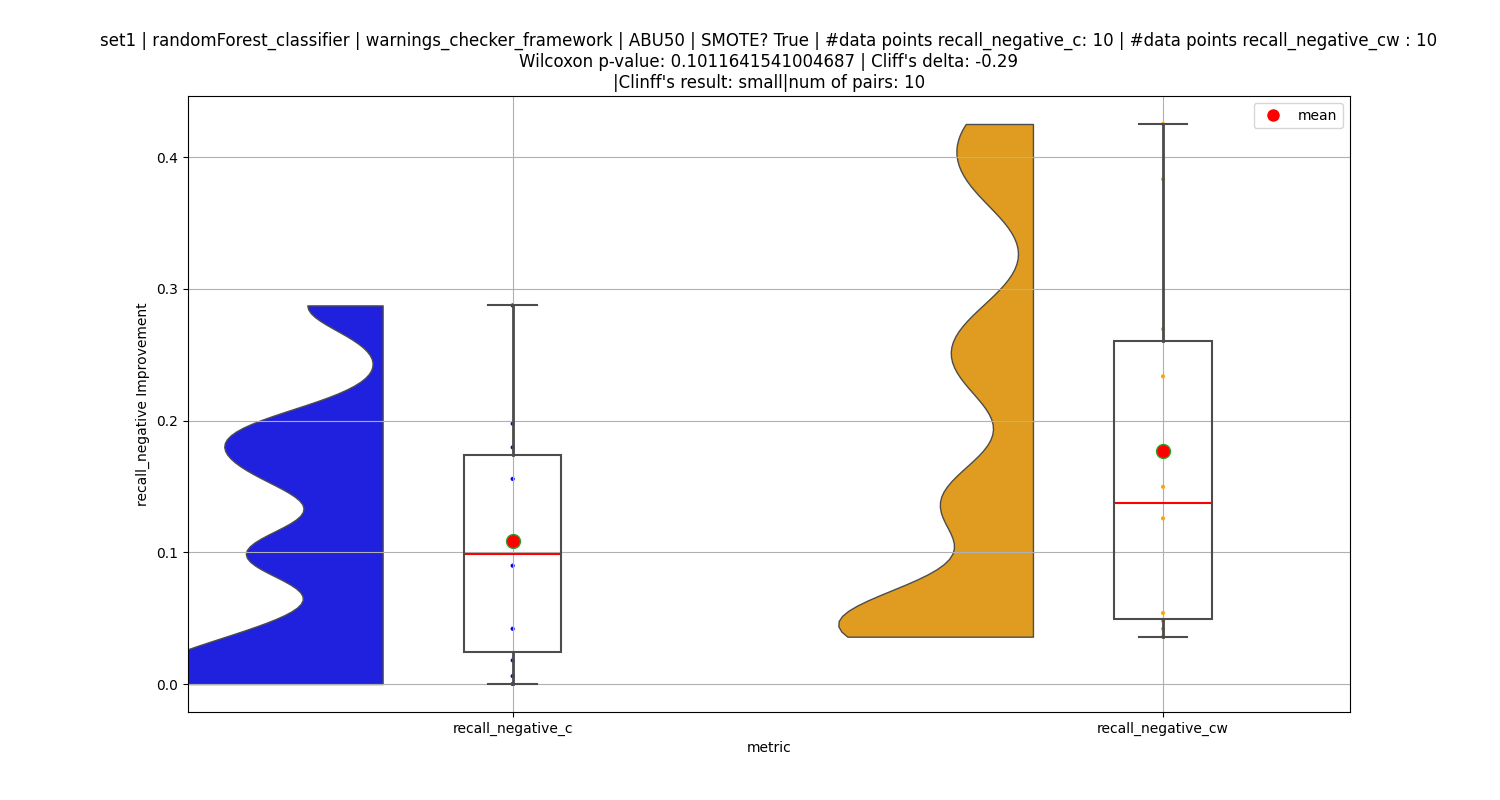 set1 | randomForest_classifier | warnings_checker_framework | ABU50 | SMOTE? True | #data points recall_negative_c: 10 | #data points recall_negative_cw : 10
Wilcoxon p-value: 0.1011641541004687 | Cliff's delta: -0.29
|Clinff's result: small|num of pairs: 10
mean
0.4
0.3
0.2
0.1
0.0
recall_negative Improvement
recall_negative_c
recall_negative_cw
metric